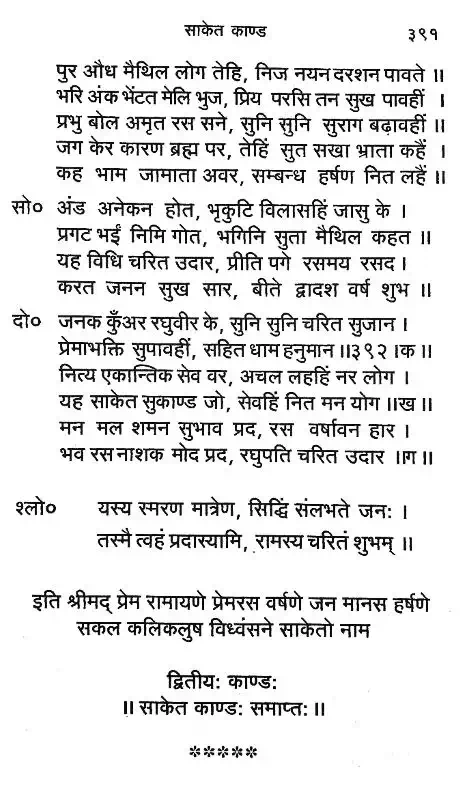 साकेत काण्ड ३९१
पुर औध मैथिल लोग तेहि, निज नयन दरशन पावते ॥
भरि अंक भेंटत मेलि भुज, प्रिय परसि तन सुख पावहीं ।
प्रभु बोल अमृत रस सने, सुनि सुनि सुराग बढ़ावहीं ॥
जग केर कारण ब्रह्म पर, तेहिं सुत सखा भ्राता कहैं ।
कह भाम जामाता अवर, सम्बन्ध हर्षण नित लहैं ॥
सो० अंड अनेकन होत, भृकुटि विलासहिं जासु के ।
प्रगट भईं निमि गोत, भगिनि सुता मैथिल कहत ॥
यह विधि चरित उदार, प्रीति पगे रसमय रसद ।
करत जनन सुख सार, बीते द्वादश वर्ष शुभ ॥
दो० जनक कुँअर रघुवीर के, सुनि सुनि चरित सुजान ।
प्रेमाभक्ति सुपावहीं, सहित धाम हनुमान ॥३९२ ।क॥
नित्य एकान्तिक सेव वर, अचल लहहिं नर लोग ।
यह साकेत सुकाण्ड जो, सेवहिं नित मन योग ॥ख॥
मन मल शमन सुभाव प्रद, रस वर्षावन हार ।
भव रस नाशक मोद प्रद, रघुपति चरित उदार ॥ग॥
श्लो० यस्य स्मरण मात्रेण, सिद्धिं संलभते जनः ।
तस्मै त्वहं प्रदास्यामि, रामस्य चरितं शुभम् ॥
इति श्रीमद् प्रेम रामायणे प्रेमरस वर्षणे जन मानस हर्षणे
सकल कलिकलुष विध्वंसने साकेतो नाम
द्वितीयः काण्डः
॥ साकेत काण्डः समाप्तः ॥
*****